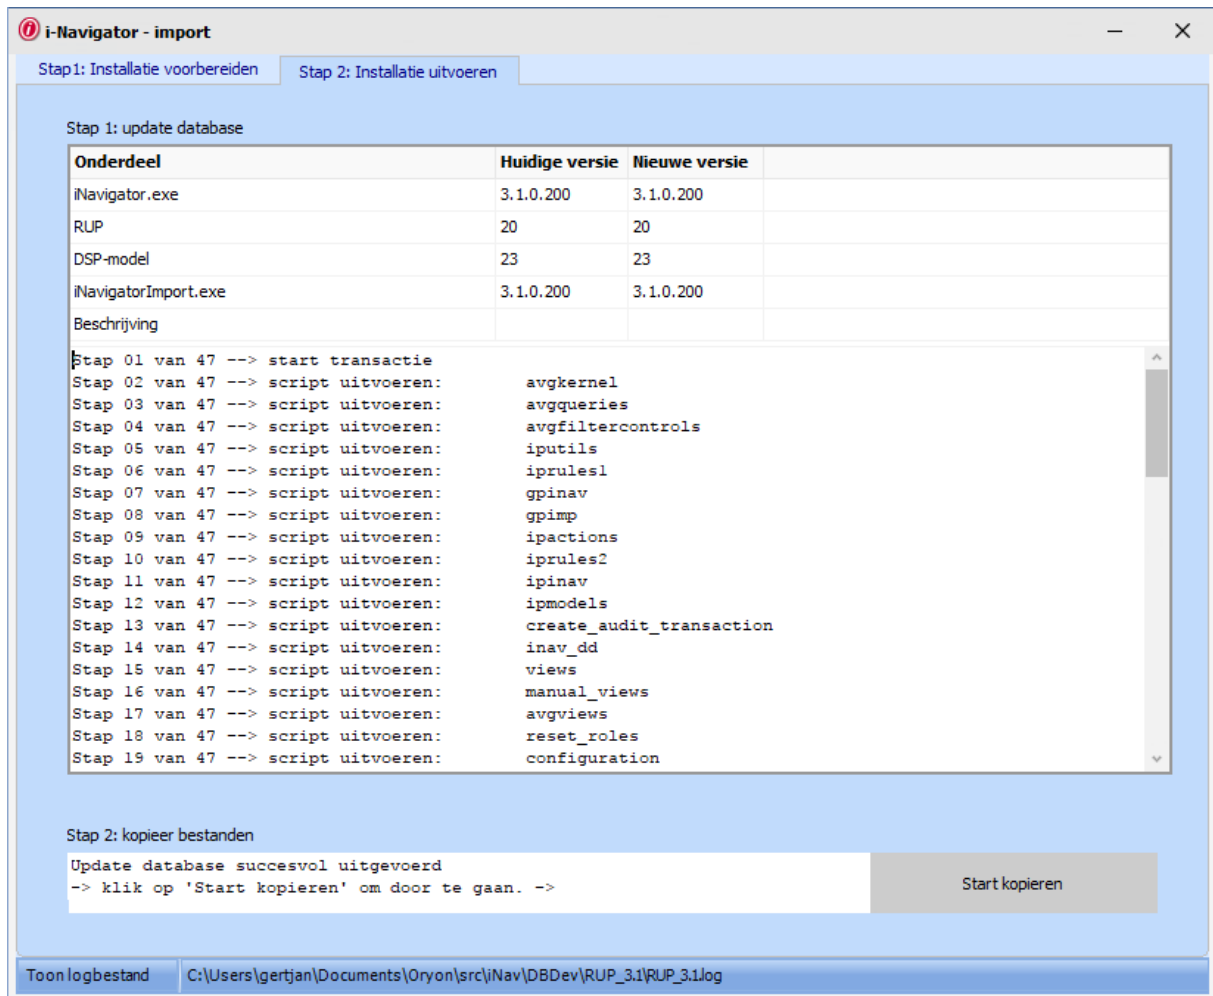 i-Navigator - import
Stap1: Installatie voorbereiden Stap 2: Installatie uitvoeren
Stap 1: update database
Onderdeel Huidige versie Nieuwe versie
iNavigator.exe 3.1.0.200 3.1.0.200
RUP 20 20
DSP-model 23 23
iNavigatorImport.exe 3.1.0.200 3.1.0.200
Beschrijving
Stap 01 van 47 --> start transactie
Stap 02 van 47 --> script uitvoeren: avgkernel
Stap 03 van 47 --> script uitvoeren: avgqueries
Stap 04 van 47 --> script uitvoeren: avgfiltercontrols
Stap 05 van 47 --> script uitvoeren: iputils
Stap 06 van 47 --> script uitvoeren: iprules1
Stap 07 van 47 --> script uitvoeren: gpinav
Stap 08 van 47 --> script uitvoeren: gpimp
Stap 09 van 47 --> script uitvoeren: ipactions
Stap 10 van 47 --> script uitvoeren: iprules2
Stap 11 van 47 --> script uitvoeren: ipinav
Stap 12 van 47 --> script uitvoeren: ipmodels
Stap 13 van 47 --> script uitvoeren: create_audit_transaction
Stap 14 van 47 --> script uitvoeren: inav_dd
Stap 15 van 47 --> script uitvoeren: views
Stap 16 van 47 --> script uitvoeren: manual_views
Stap 17 van 47 --> script uitvoeren: avgviews
Stap 18 van 47 --> script uitvoeren: reset_roles
Stap 19 van 47 --> script uitvoeren: configuration
Stap 2: kopieer bestanden
Update database succesvol uitgevoerd
-> klik op 'Start kopieren' om door te gaan. ->
Start kopieren
Toon logbestand C:\Users\gertjan\Documents\Oryon\src\iNav\DBDev\RUP_3.1\RUP_3.1.log